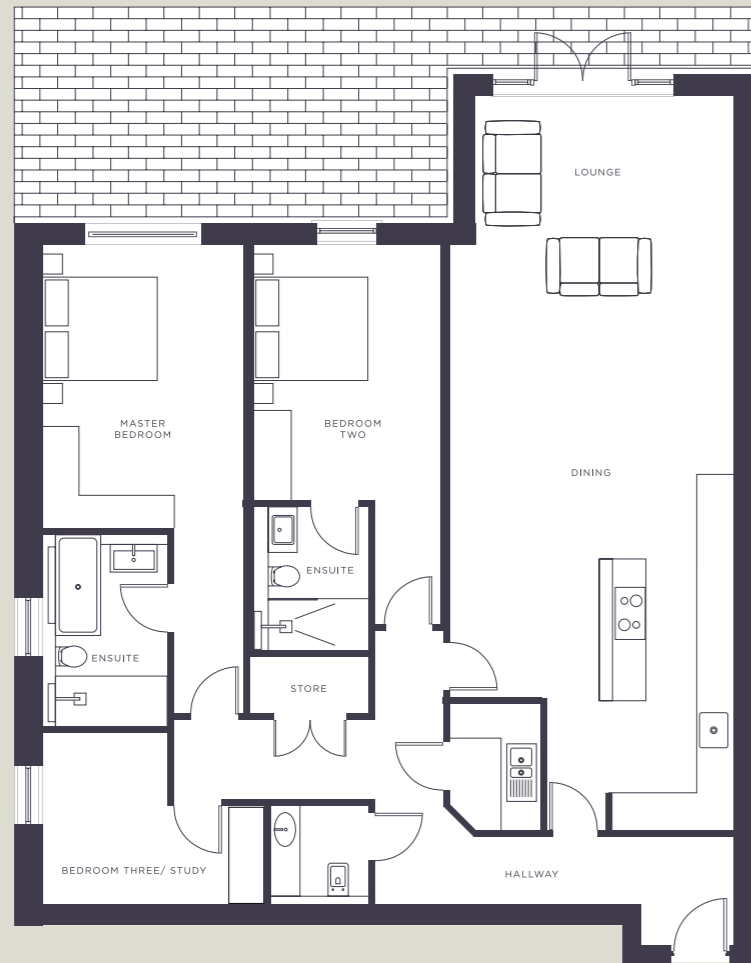 LOUNGE
MASTER
BEDROOM
BEDROOM
TWO
DINING
ENSUITE
ENSUITE
STORE
BEDROOM THREE/ STUDY
HALLWAY